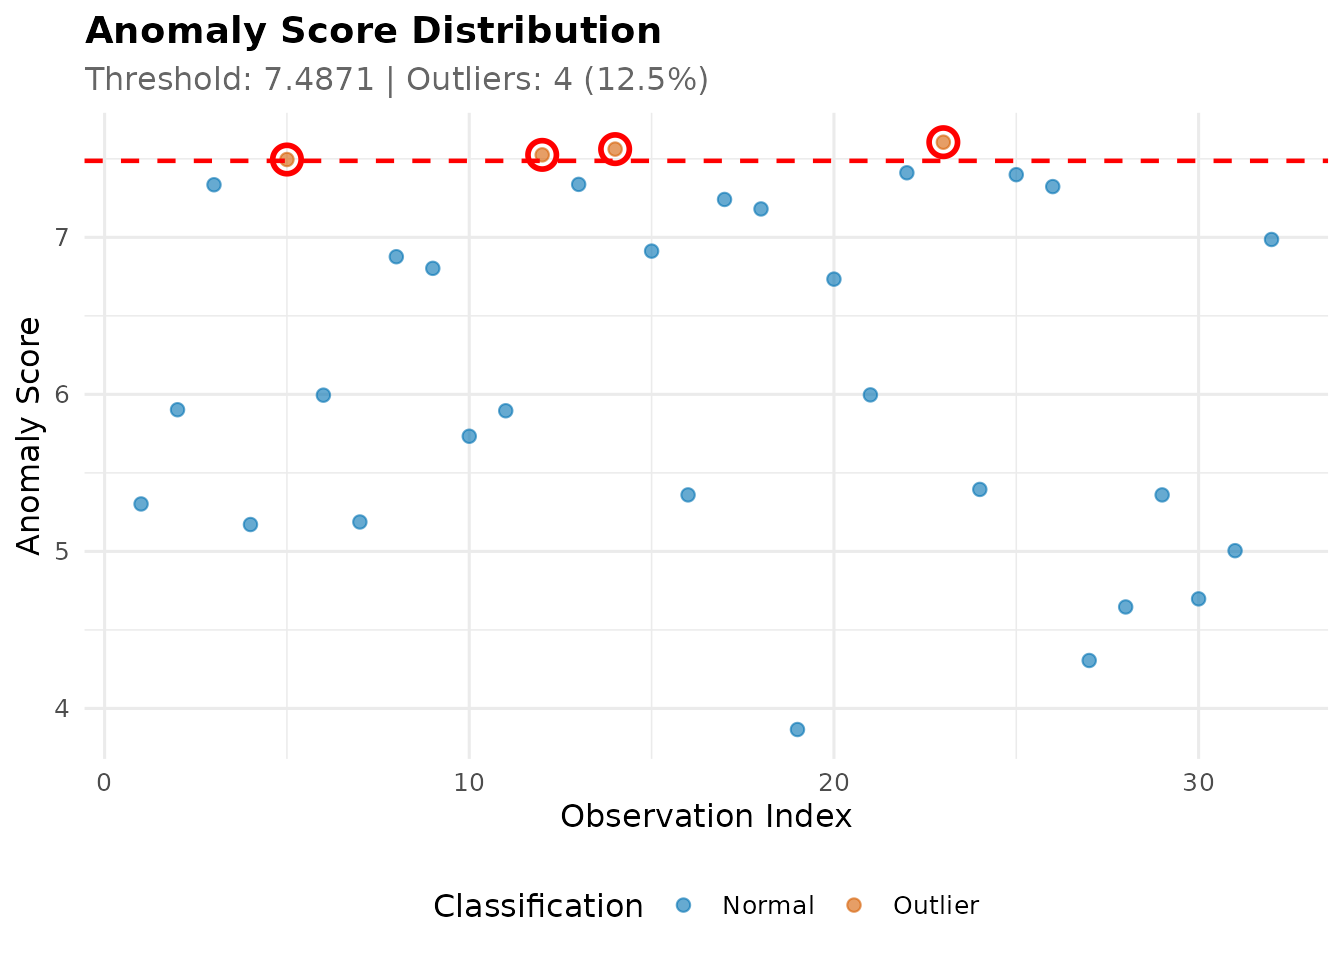 Anomaly Score Distribution
Threshold: 7.4871 | Outliers: 4 (12.5%)
Anomaly Score
7
6
5
4
0 10 20 30
Observation Index
Classification Normal Outlier